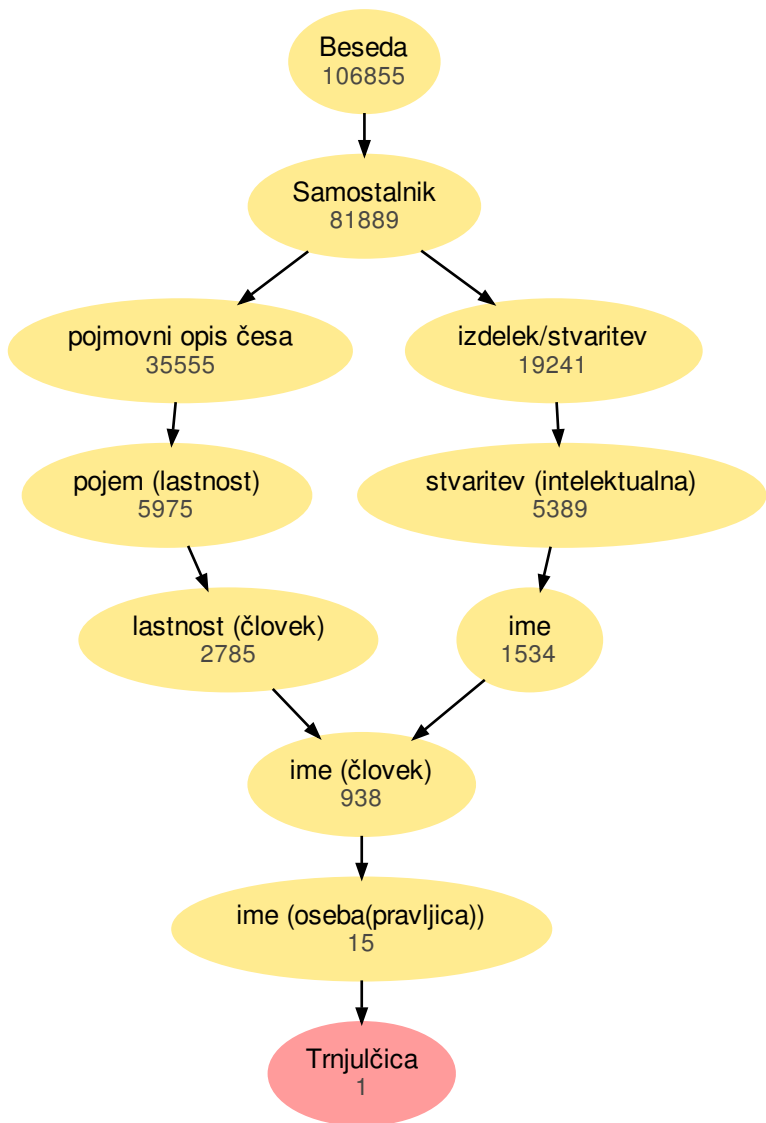 Beseda
106855
Samostalnik
81889
pojmovni opis česa
35555
izdelek/stvaritev
19241
pojem (lastnost)
5975
stvaritev (intelektualna)
5389
lastnost (človek)
2785
ime
1534
ime (človek)
938
ime (oseba(pravljica))
15
Trnjulčica
1